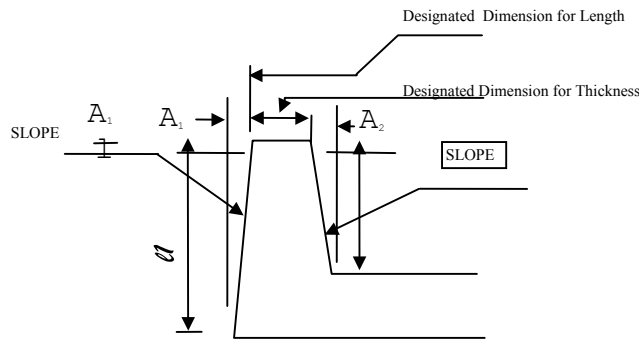 Designated Dimension for Length
Designated Dimension for Thickness
A₁
A₁
A₂
SLOPE
SLOPE